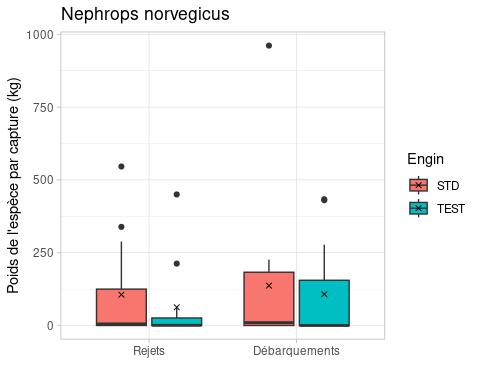 Nephrops norvegicus
Poids de l'espèce par capture (kg)
1000
750
500
250
0
Rejets
Débarquements
Engin
STD
TEST